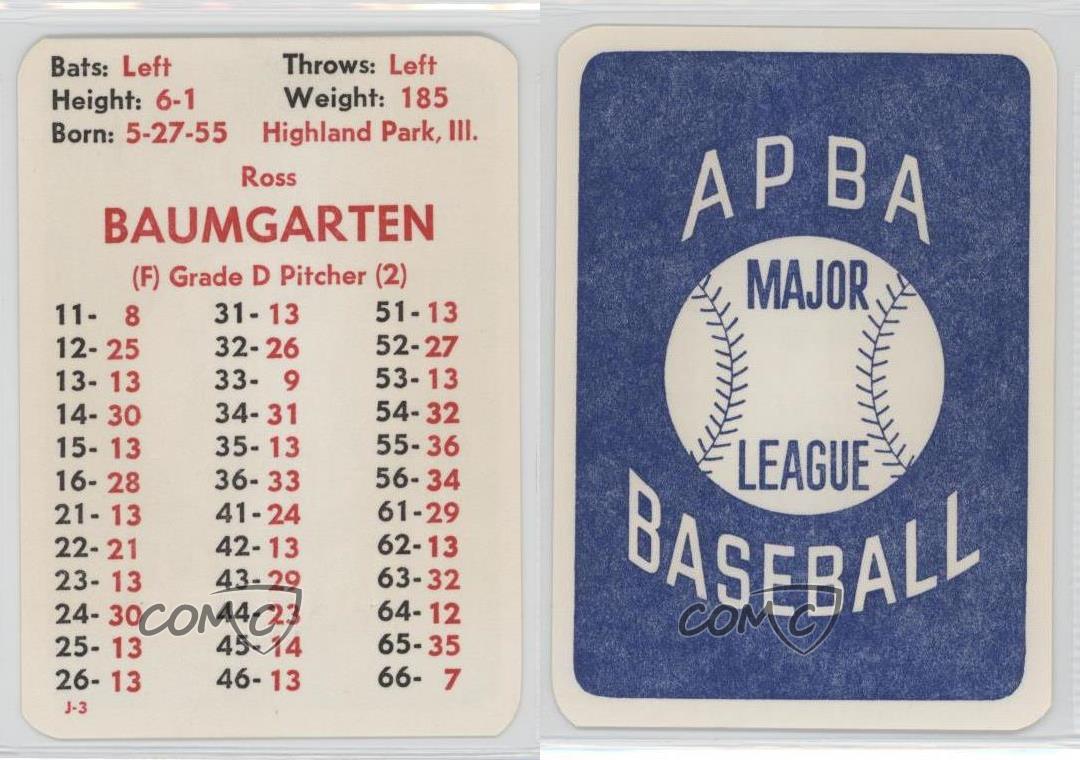 Bats: Left Throws: Left
Height: 6-1 Weight: 185
Born: 5-27-55 Highland Park, Ill.
Ross
BAUMGARTEN
(F) Grade D Pitcher (2)
11- 8 31- 13 51- 13
12- 25 32- 26 52- 27
13- 13 33- 9 53- 13
14- 30 34- 31 54- 32
15- 13 35- 13 55- 36
16- 28 36- 33 56- 34
21- 13 41- 24 61- 29
22- 21 42- 13 62- 13
23- 13 43- 29 63- 32
24- 30 44- 23 64- 12
25- 13 45- 14 65- 35
26- 13 46- 13 66- 7
J-3
COMC
APBA
MAJOR
LEAGUE
BASEBALL
COMC